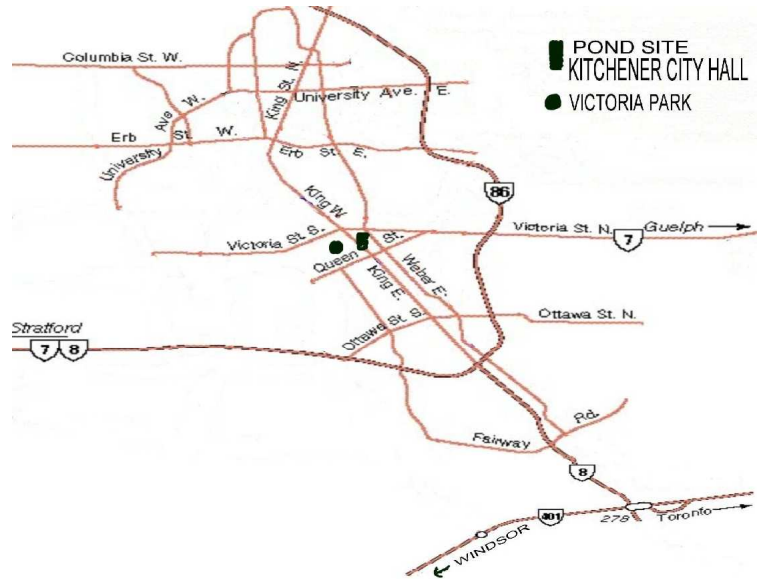 POND SITE
KITCHENER CITY HALL
VICTORIA PARK
Columbia St. W.
King St. N.
University Ave. E.
University Ave W.
Erb St. W.
Erb St. E.
86
King W.
Victoria St. S.
Victoria St. N.
7
Guelph
Queen St.
Weber E.
King E.
Ottawa St. S.
Ottawa St. N.
Stratford
7
8
Fairway Rd.
8
401
278
Toronto
WINDSOR